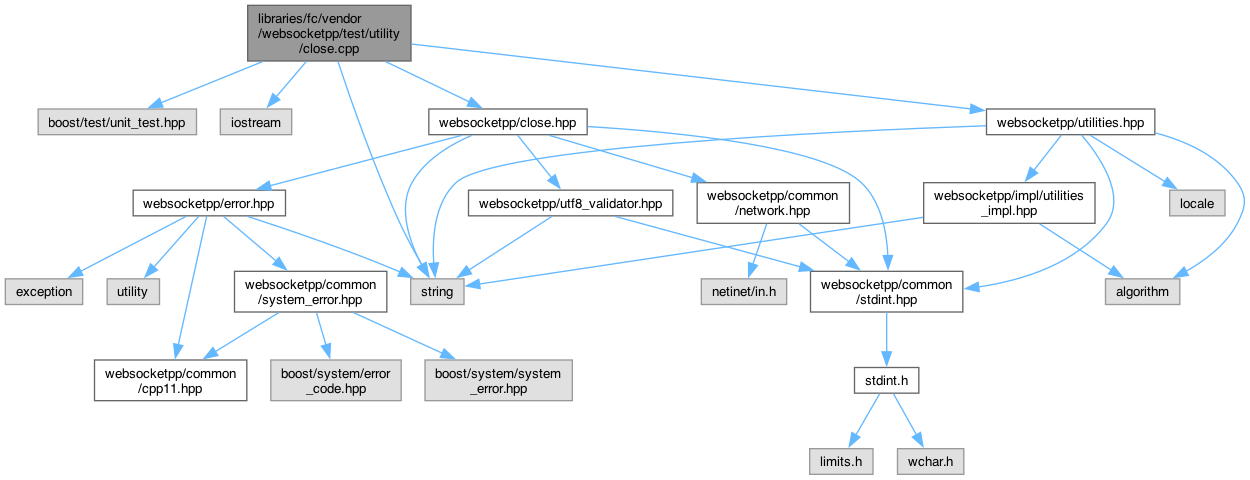 libraries/fc/vendor
/websocketpp/test/utility
/close.cpp
boost/test/unit_test.hpp
iostream
websocketpp/close.hpp
websocketpp/utilities.hpp
websocketpp/error.hpp
websocketpp/utf8_validator.hpp
websocketpp/common
/network.hpp
websocketpp/impl/utilities
_impl.hpp
locale
exception
utility
websocketpp/common
/system_error.hpp
string
netinet/in.h
websocketpp/common
/stdint.hpp
algorithm
websocketpp/common
/cpp11.hpp
boost/system/error
_code.hpp
boost/system/system
_error.hpp
stdint.h
limits.h
wchar.h